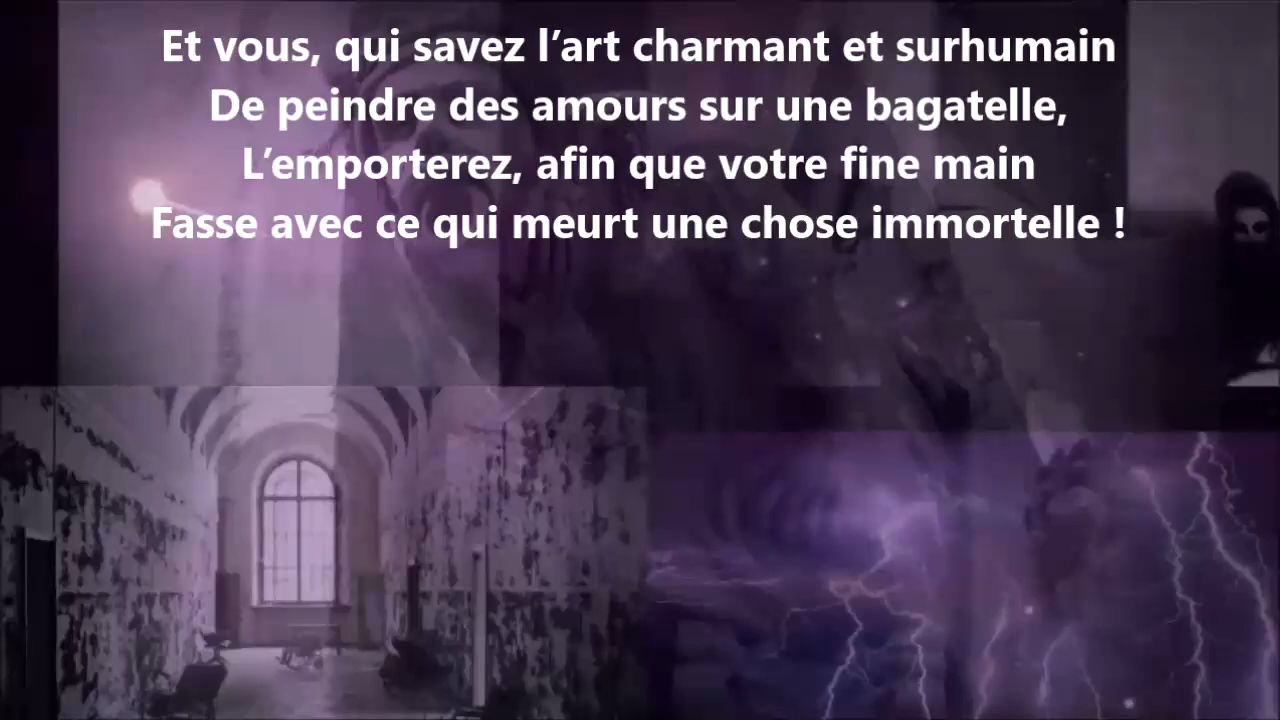 Et vous, qui savez l’art charmant et surhumain
De peindre des amours sur une bagatelle,
L’emporterez, afin que votre fine main
Fasse avec ce qui meurt une chose immortelle !